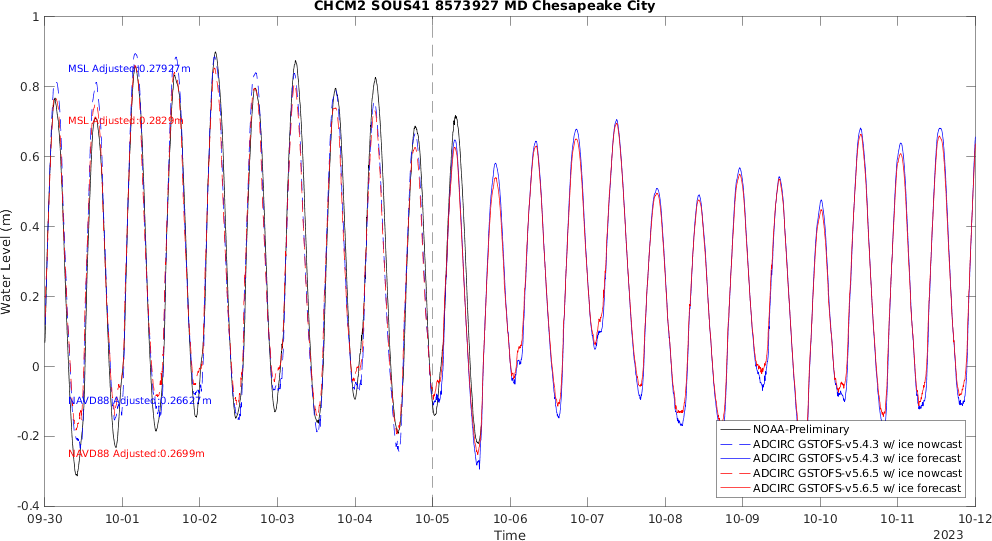 CHCM2 SOUS41 8573927 MD Chesapeake City
1
0.8
0.6
0.4
0.2
0
-0.2
-0.4
Water Level (m)
MSL Adjusted:0.27927m
MSL Adjusted:0.2829m
NAVD88 Adjusted:0.26627m
NAVD88 Adjusted:0.2699m
NOAA-Preliminary
ADCIRC GSTOFS-v5.4.3 w/ ice nowcast
ADCIRC GSTOFS-v5.4.3 w/ ice forecast
ADCIRC GSTOFS-v5.6.5 w/ ice nowcast
ADCIRC GSTOFS-v5.6.5 w/ ice forecast
09-30 10-01 10-02 10-03 10-04 10-05 10-06 10-07 10-08 10-09 10-10 10-11 10-12
Time
2023